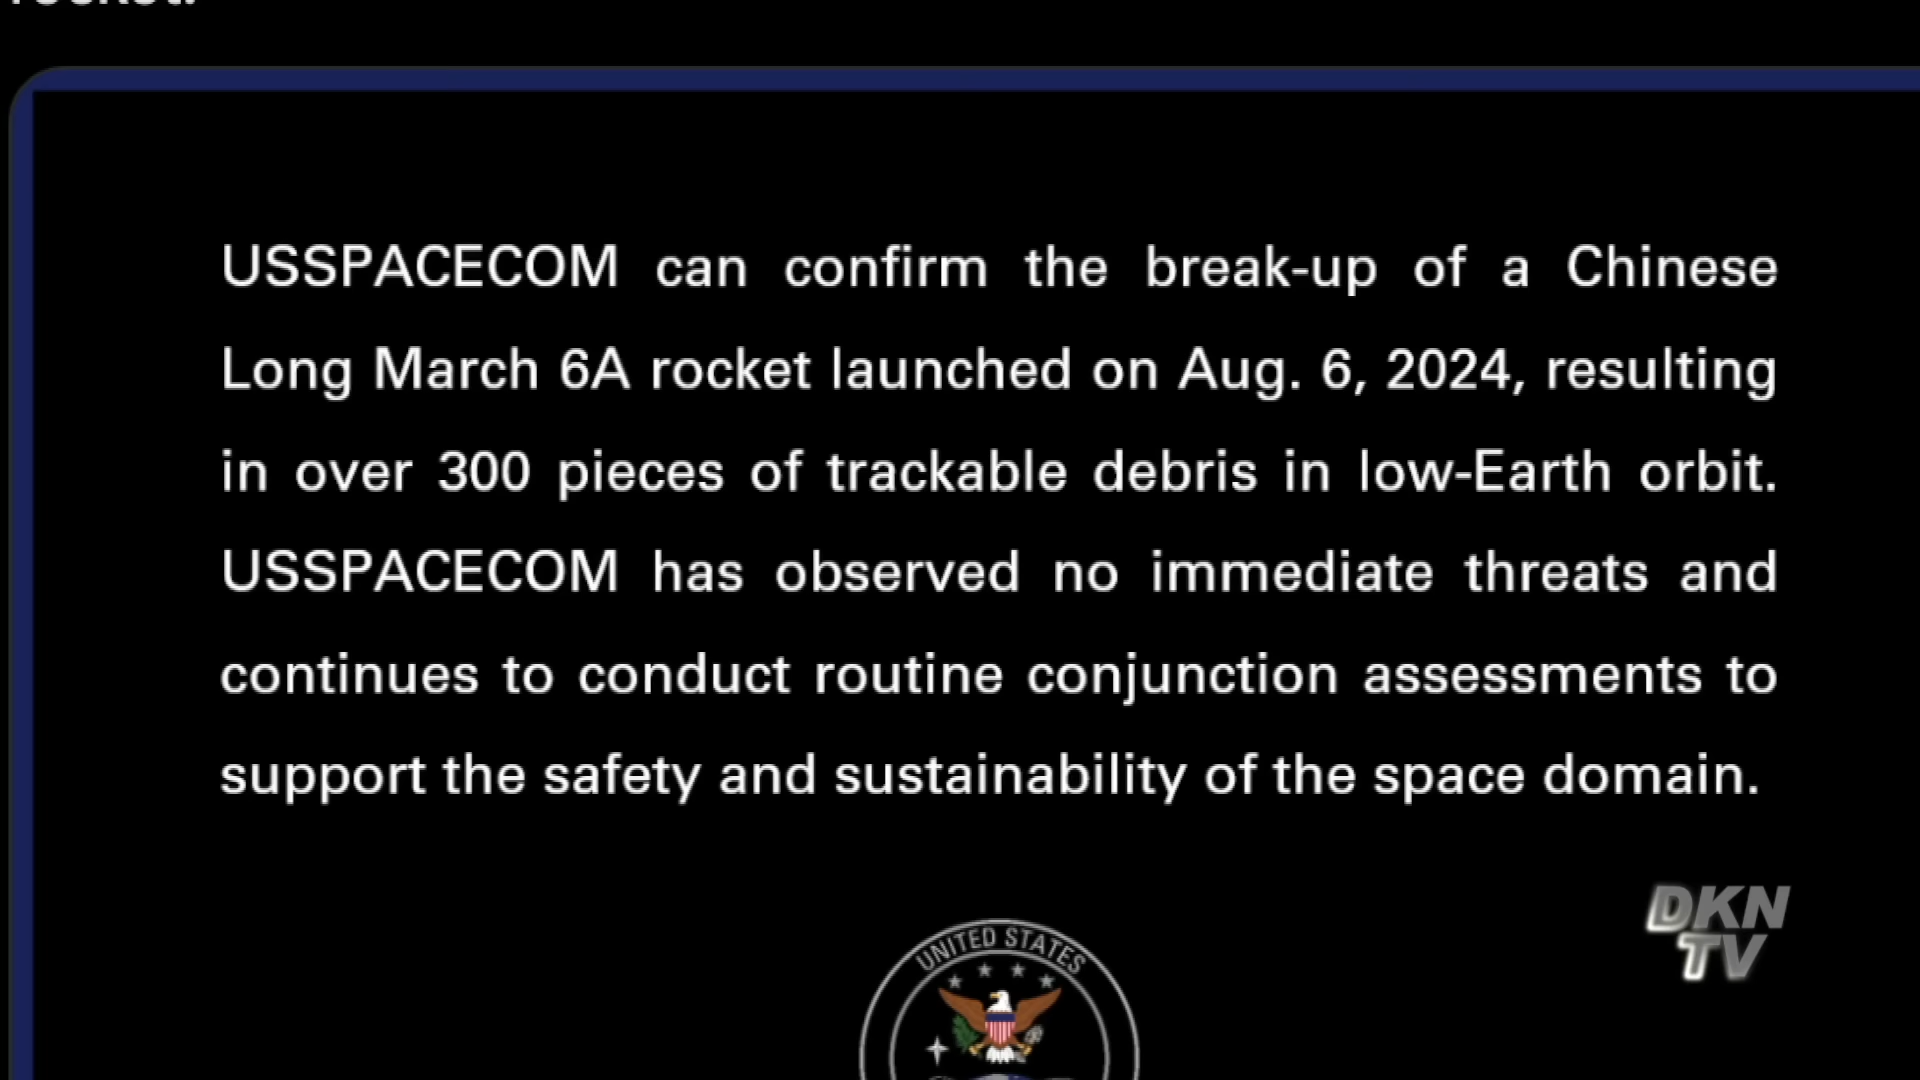 rocket.
USSPACECOM can confirm the break-up of a Chinese
Long March 6A rocket launched on Aug. 6, 2024, resulting
in over 300 pieces of trackable debris in low-Earth orbit.
USSPACECOM has observed no immediate threats and
continues to conduct routine conjunction assessments to
support the safety and sustainability of the space domain.
DKN
TV
UNITED STATES